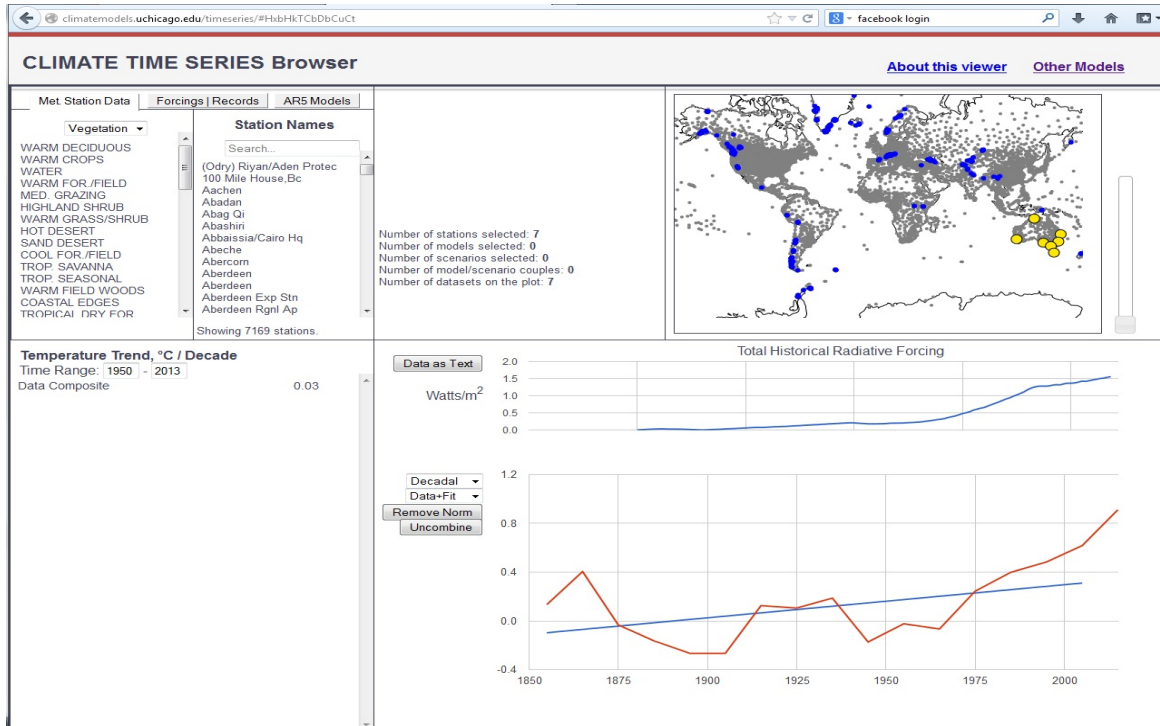 climatemodels.uchicago.edu/timeseries/#HxbHkTCbDbCuCt
facebook login
CLIMATE TIME SERIES Browser
About this viewer
Other Models
Met. Station Data
Forcings | Records
AR5 Models
Vegetation
WARM DECIDUOUS
WARM CROPS
WATER
WARM FOR./FIELD
MED. GRAZING
HIGHLAND SHRUB
WARM GRASS/SHRUB
HOT DESERT
SAND DESERT
COOL FOR./FIELD
TROP. SAVANNA
TROP. SEASONAL
WARM FIELD WOODS
COASTAL EDGES
TROPICAL DRY FOR
Station Names
Search...
(Odry) Riyan/Aden Protec
100 Mile House,Bc
Aachen
Abadan
Abag Qi
Abashiri
Abbaissia/Cairo Hq
Abeche
Abercorn
Aberdeen
Aberdeen
Aberdeen Exp Stn
Aberdeen Rgnl Ap
Showing 7169 stations.
Number of stations selected: 7
Number of models selected: 0
Number of scenarios selected: 0
Number of model/scenario couples: 0
Number of datasets on the plot: 7
Temperature Trend, °C / Decade
Time Range: 1950 - 2013
Data Composite 0.03
Data as Text
Watts/m2
Total Historical Radiative Forcing
2.0
1.5
1.0
0.5
0.0
Decadal
Data+Fit
Remove Norm
Uncombine
1.2
0.8
0.4
0.0
-0.4
1850 1875 1900 1925 1950 1975 2000